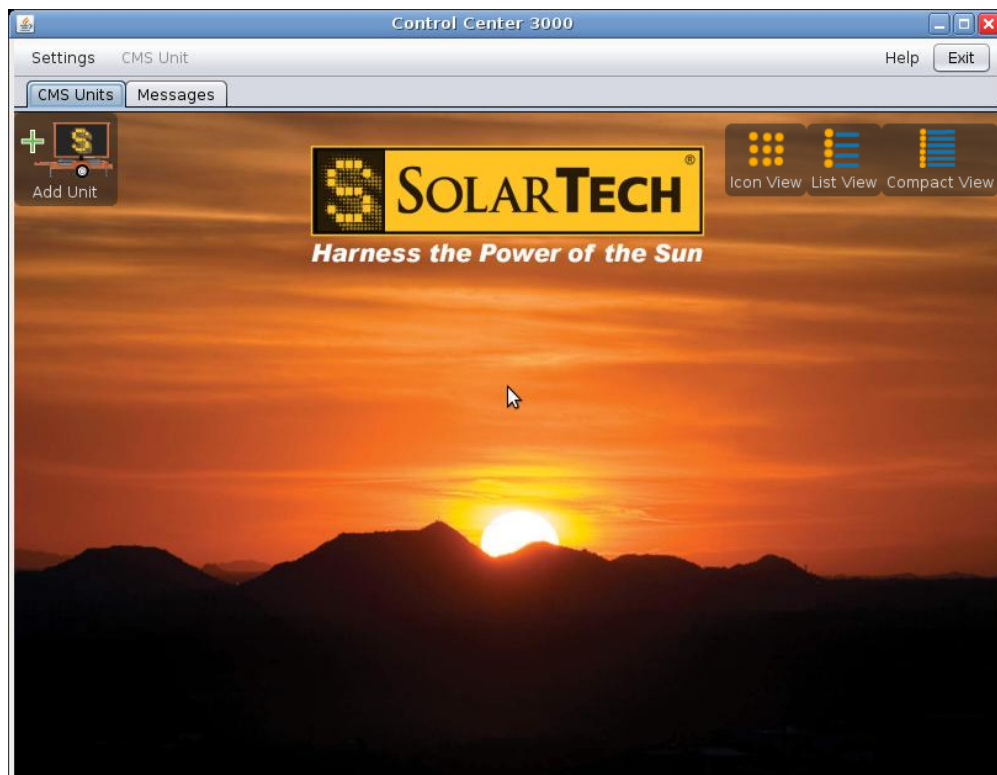 Control Center 3000
Settings CMS Unit Help Exit
CMS Units Messages
Add Unit
S SOLARTECH®
Harness the Power of the Sun
Icon View List View Compact View